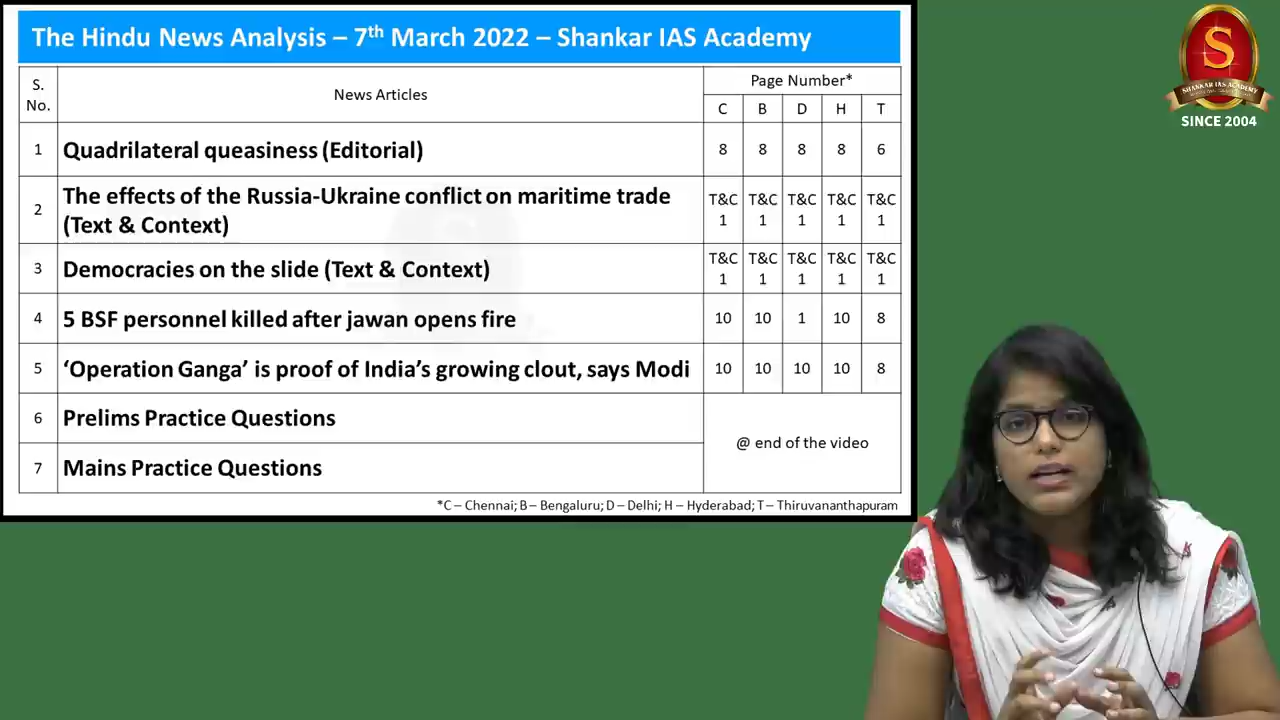 The Hindu News Analysis – 7th March 2022 – Shankar IAS Academy
S. No. News Articles Page Number*
C B D H T
1 Quadrilateral queasiness (Editorial) 8 8 8 8 6
2 The effects of the Russia-Ukraine conflict on maritime trade
(Text & Context) T&C 1 T&C 1 T&C 1 T&C 1 T&C 1
3 Democracies on the slide (Text & Context) T&C 1 T&C 1 T&C 1 T&C 1 T&C 1
4 5 BSF personnel killed after jawan opens fire 10 10 1 10 8
5 ‘Operation Ganga’ is proof of India’s growing clout, says Modi 10 10 10 10 8
6 Prelims Practice Questions
@ end of the video
7 Mains Practice Questions
*C – Chennai; B – Bengaluru; D – Delhi; H – Hyderabad; T – Thiruvananthapuram
S
SHANKAR IAS ACADEMY
SINCE 2004